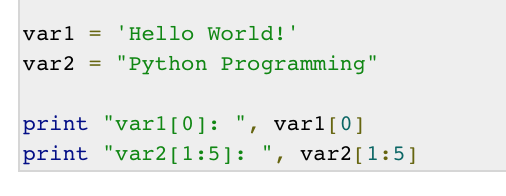 var1 = 'Hello World!'
var2 = "Python Programming"
print "var1[0]: ", var1[0]
print "var2[1:5]: ", var2[1:5]